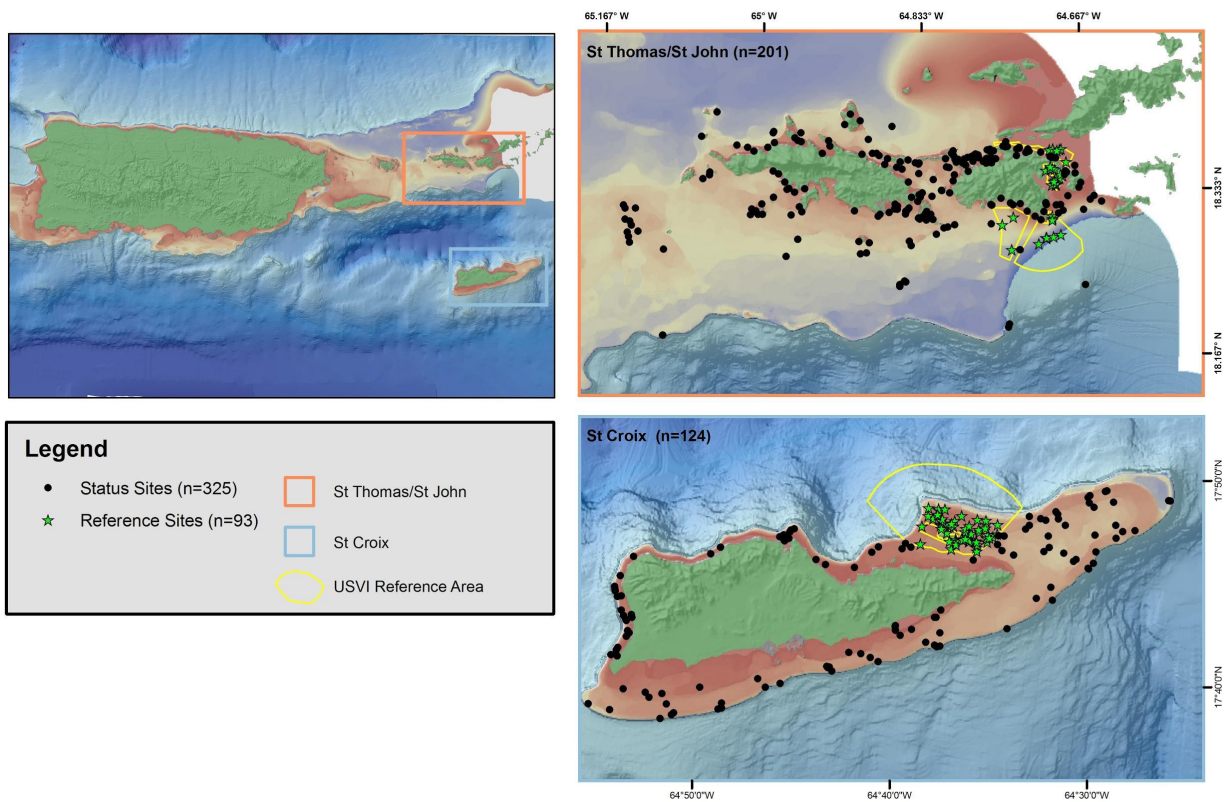 65.167° W 65° W 64.833° W 64.667° W
St Thomas/St John (n=201)
18.333° N
18.167° N
Legend
Status Sites (n=325)
Reference Sites (n=93)
St Thomas/St John
St Croix
USVI Reference Area
St Croix (n=124)
17°50'0"N
17°40'0"N
64°50'0"W 64°40'0"W 64°30'0"W